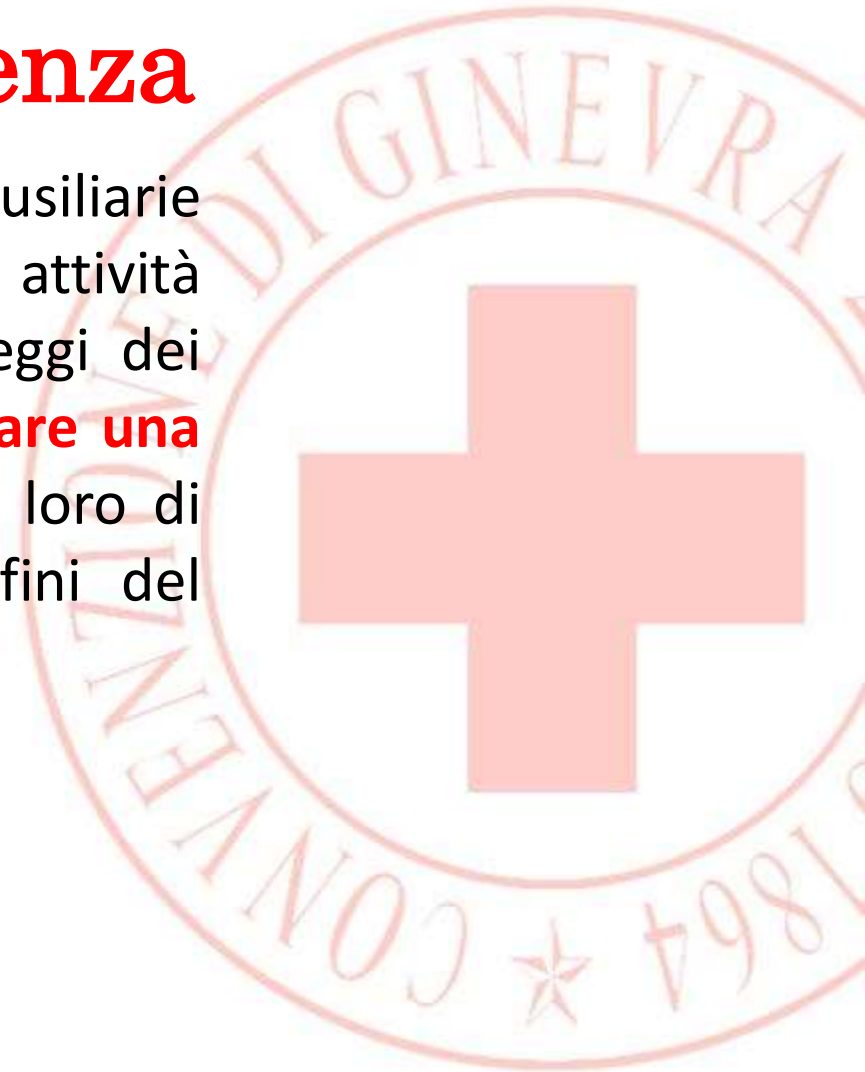 enza
usiliarie
attività
eggi dei
are una
loro di
fini del
CONVENZIONE DI GINEVRA
1864